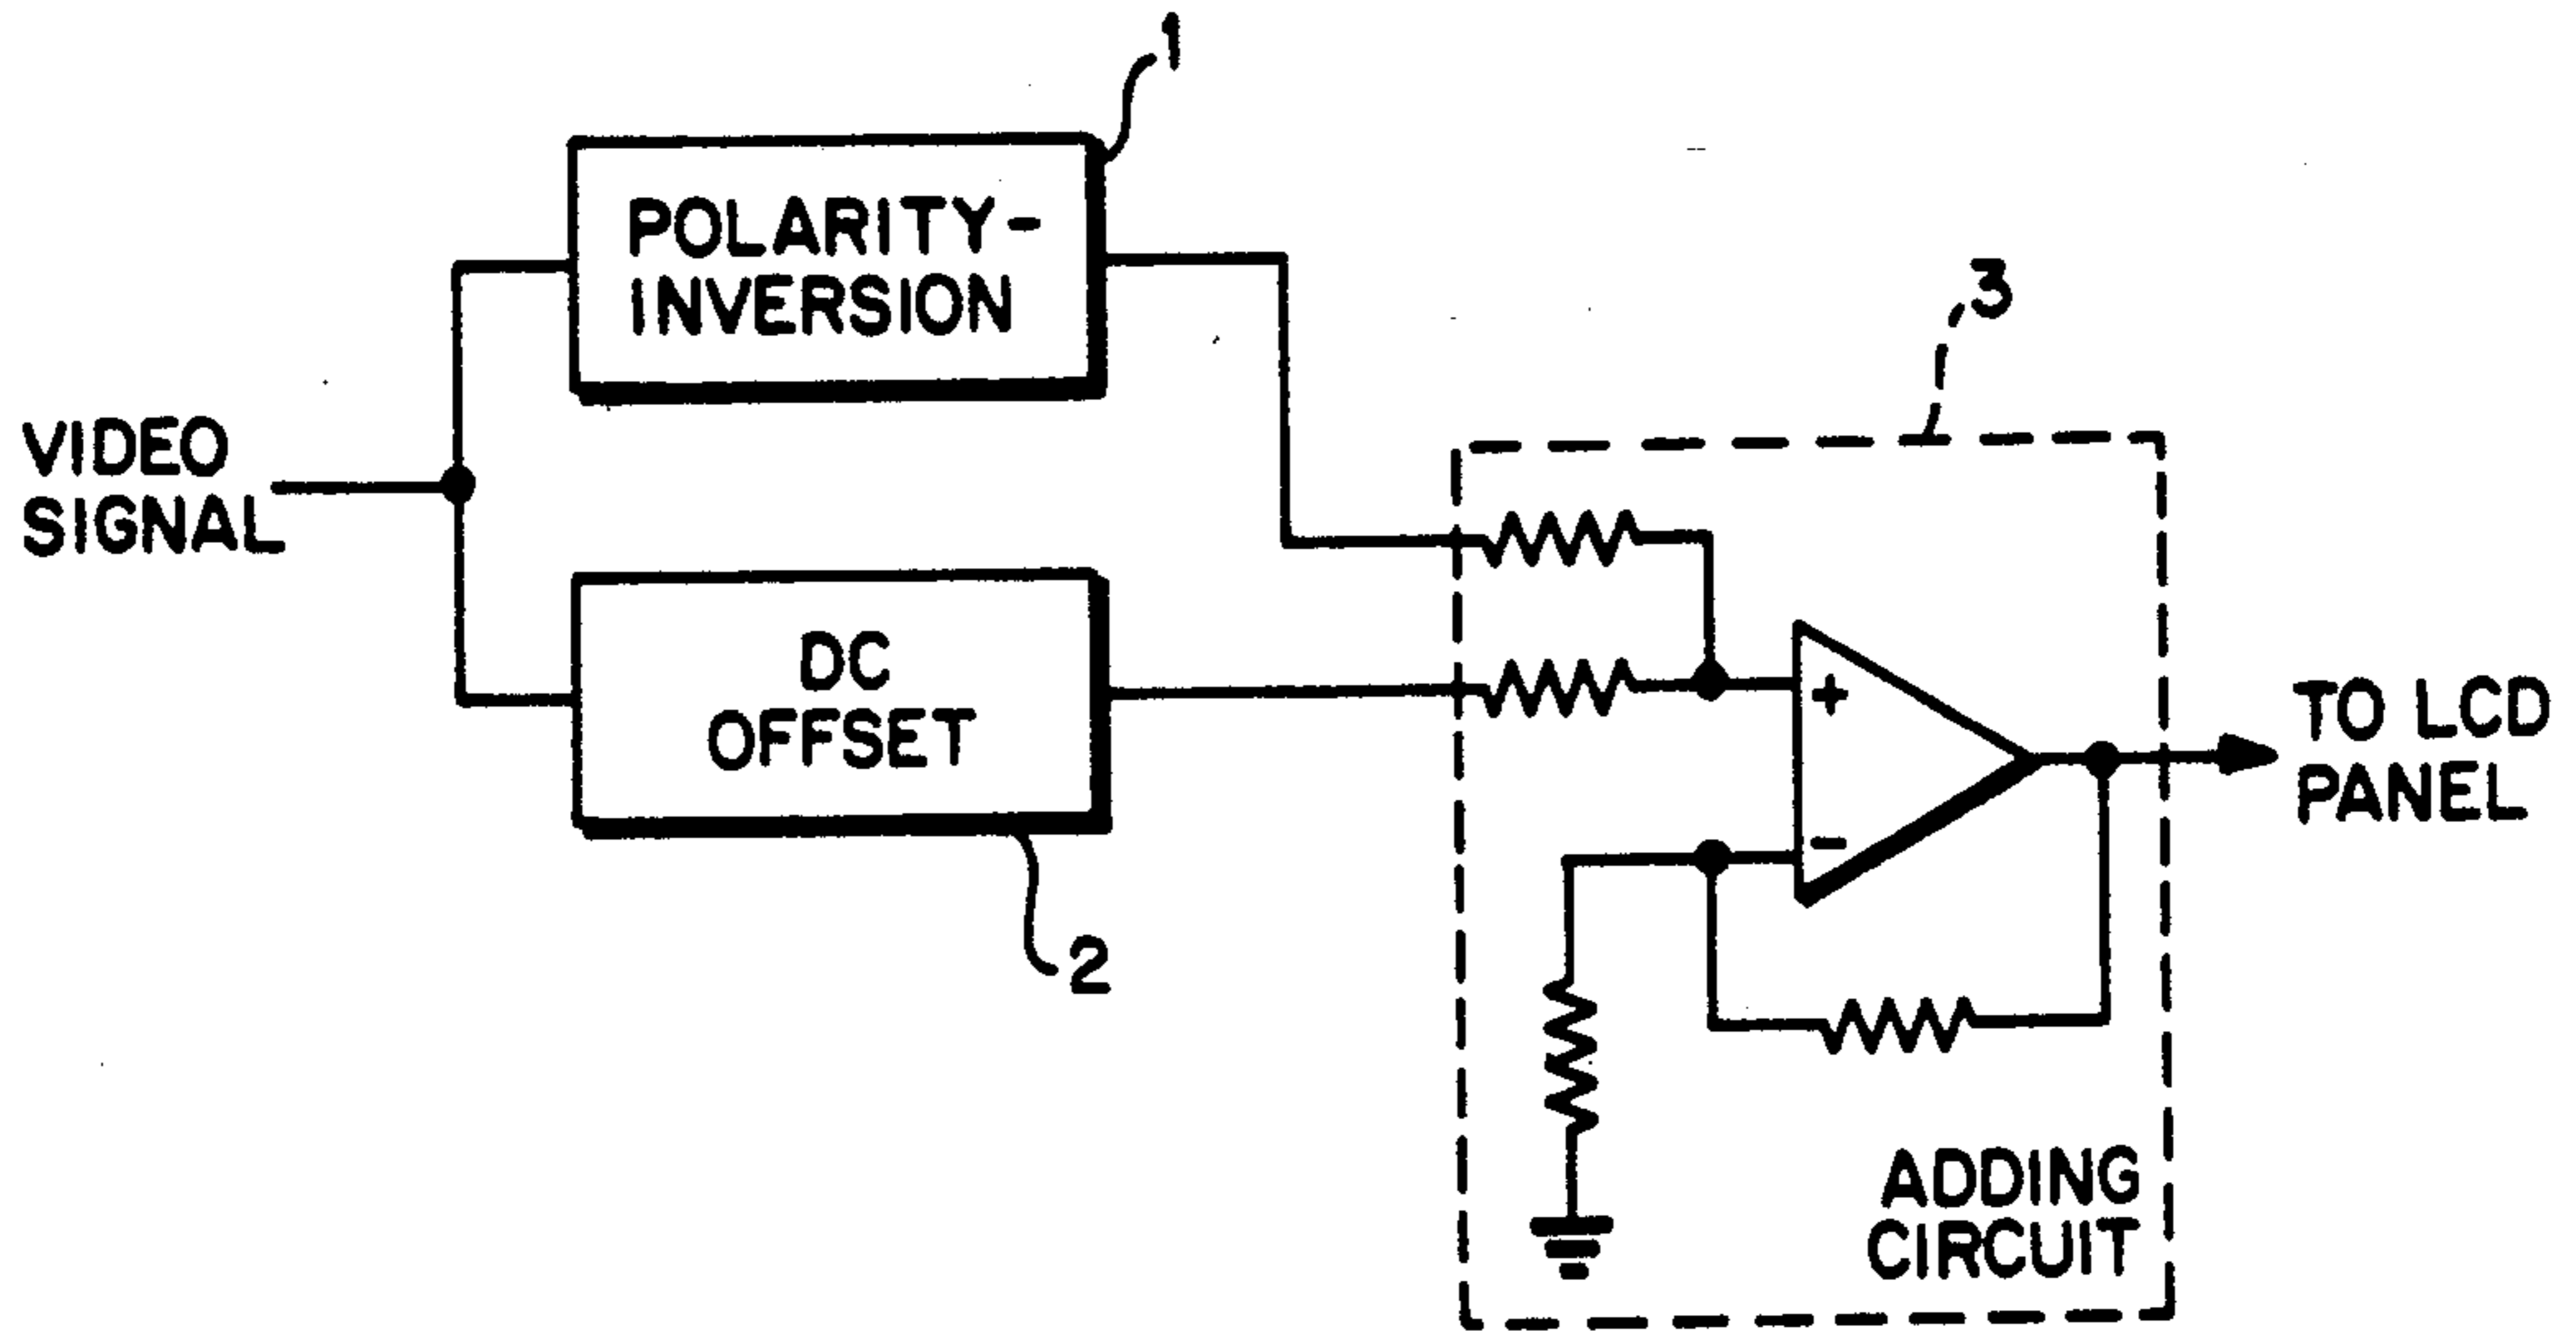 1
POLARITY-
INVERSION
3
VIDEO
SIGNAL
DC
OFFSET
+
-
TO LCD
PANEL
2
ADDING
CIRCUIT